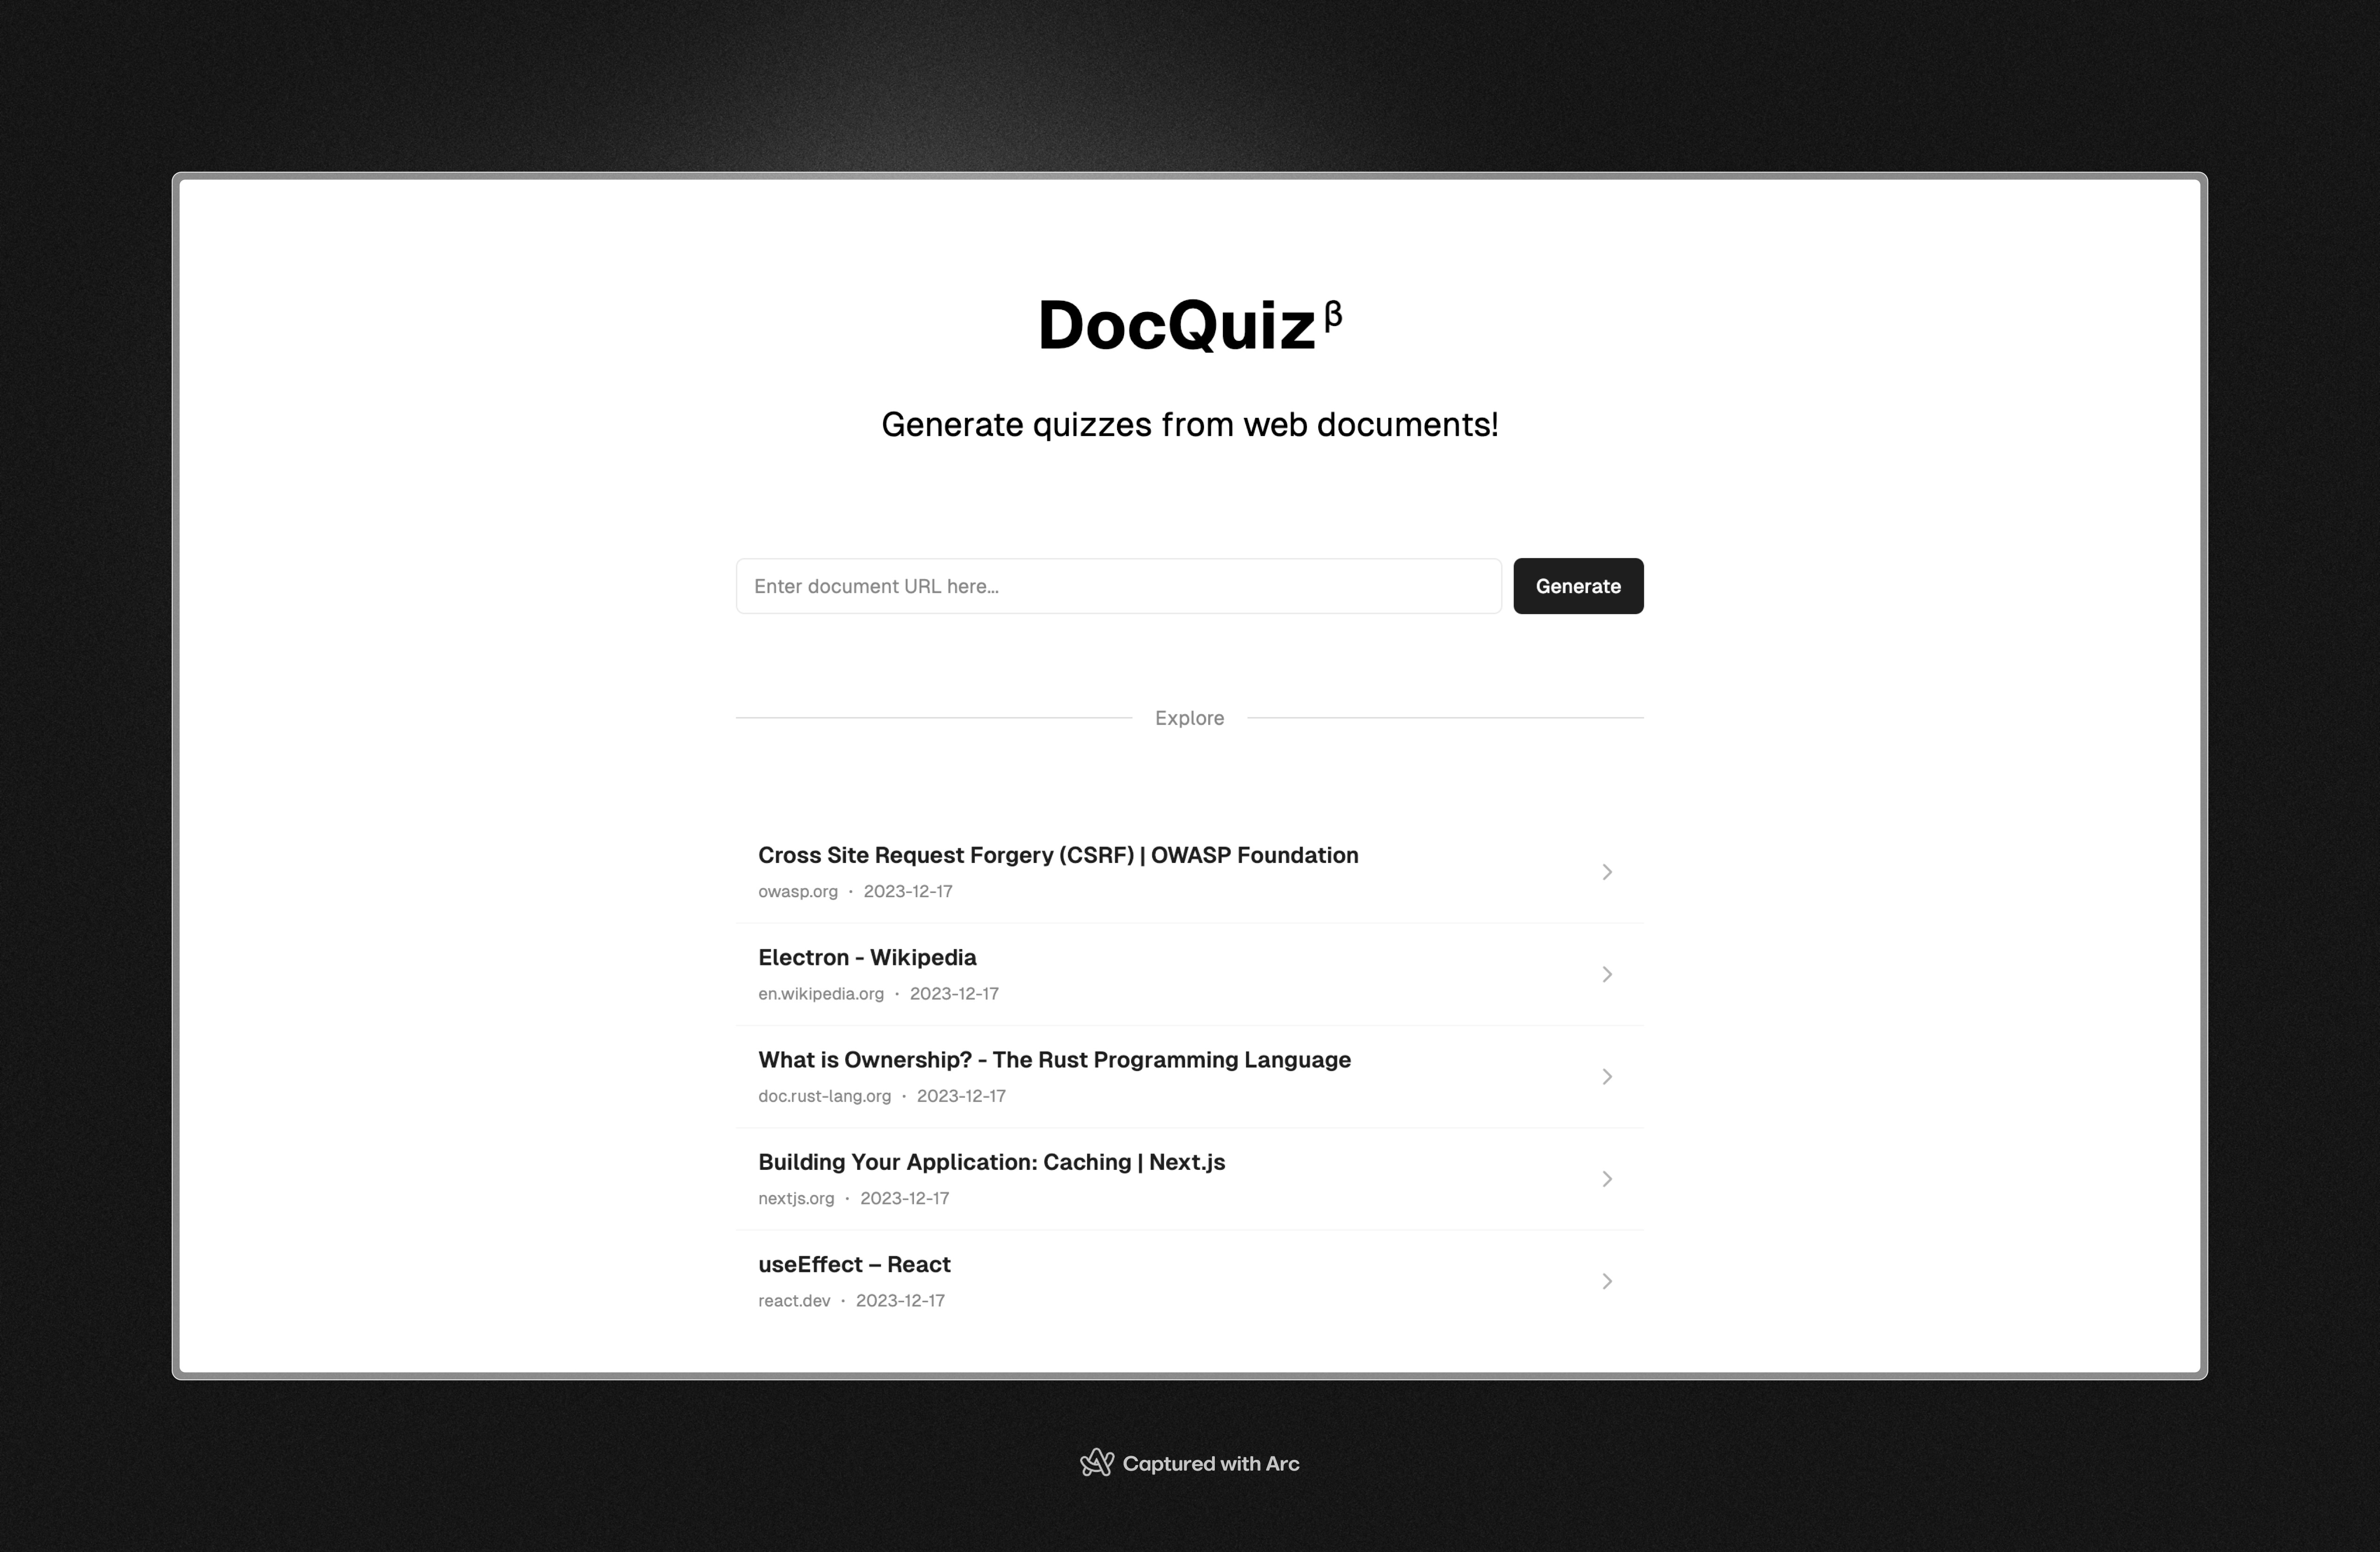 DocQuiz β
Generate quizzes from web documents!
Enter document URL here...
Generate
Explore
Cross Site Request Forgery (CSRF) | OWASP Foundation
owasp.org · 2023-12-17
Electron - Wikipedia
en.wikipedia.org · 2023-12-17
What is Ownership? - The Rust Programming Language
doc.rust-lang.org · 2023-12-17
Building Your Application: Caching | Next.js
nextjs.org · 2023-12-17
useEffect – React
react.dev · 2023-12-17
Captured with Arc